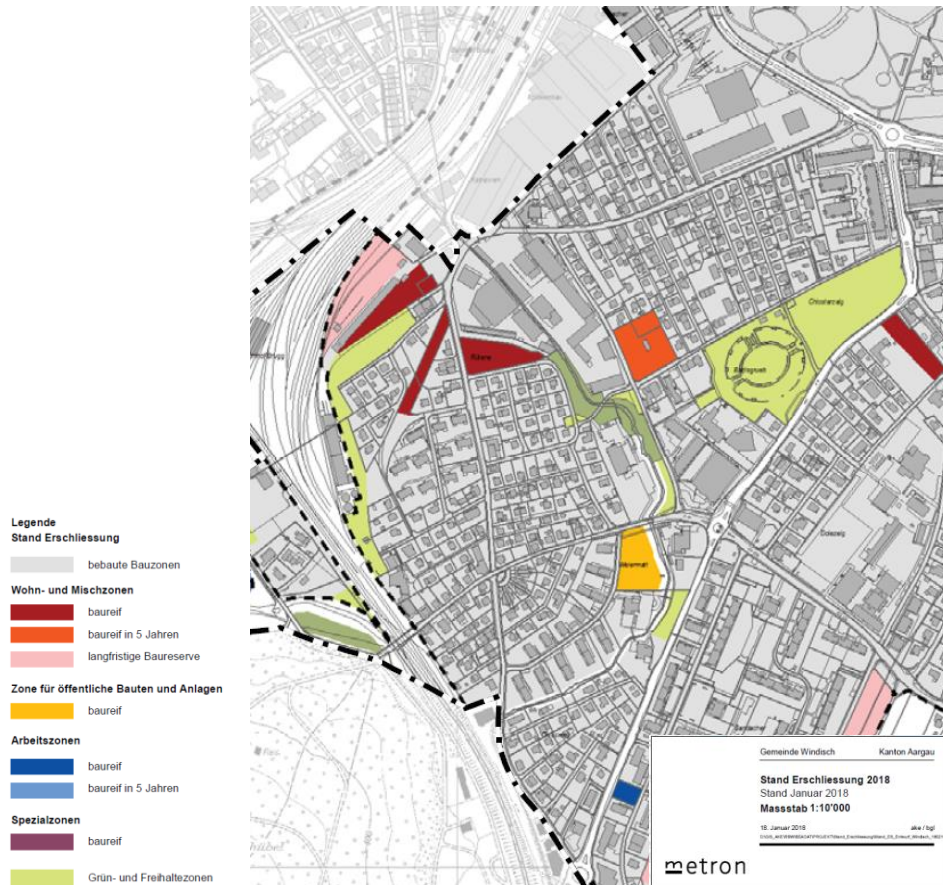 Legende
Stand Erschliessung
bebaute Bauzonen
Wohn- und Mischzonen
baureif
baureif in 5 Jahren
langfristige Baureserve
Zone für öffentliche Bauten und Anlagen
baureif
Arbeitszonen
baureif
baureif in 5 Jahren
Spezialzonen
baureif
Grün- und Freihaltezonen
Gemeinde Windisch Kanton Aargau
Stand Erschliessung 2018
Stand Januar 2018
Massstab 1:10'000
18. Januar 2018 ake / bgl
metron